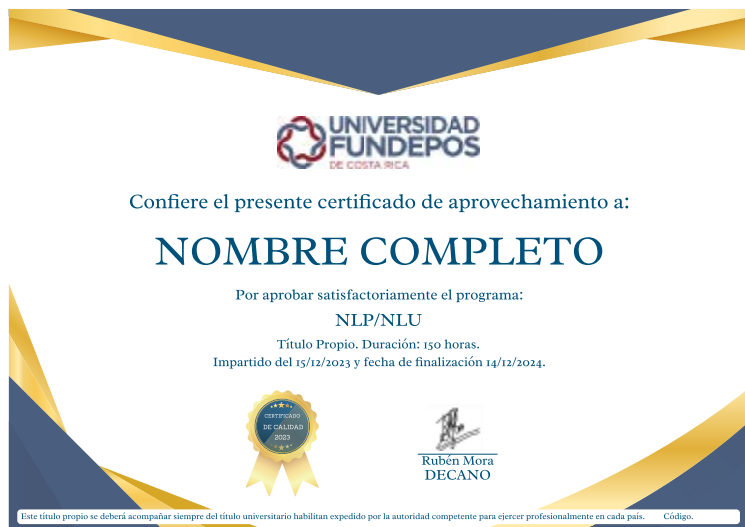 UNIVERSIDAD
FUNDEPOS
DE COSTA RICA
Confiere el presente certificado de aprovechamiento a:
NOMBRE COMPLETO
Por aprobar satisfactoriamente el programa:
NLP/NLU
Título Propio. Duración: 150 horas.
Impartido del 15/12/2023 y fecha de finalización 14/12/2024.
CERTIFICADO
DE CALIDAD
2023
Rubén Mora
DECANO
Este título propio se deberá acompañar siempre del título universitario habilitan expedido por la autoridad competente para ejercer profesionalmente en cada país. Código.